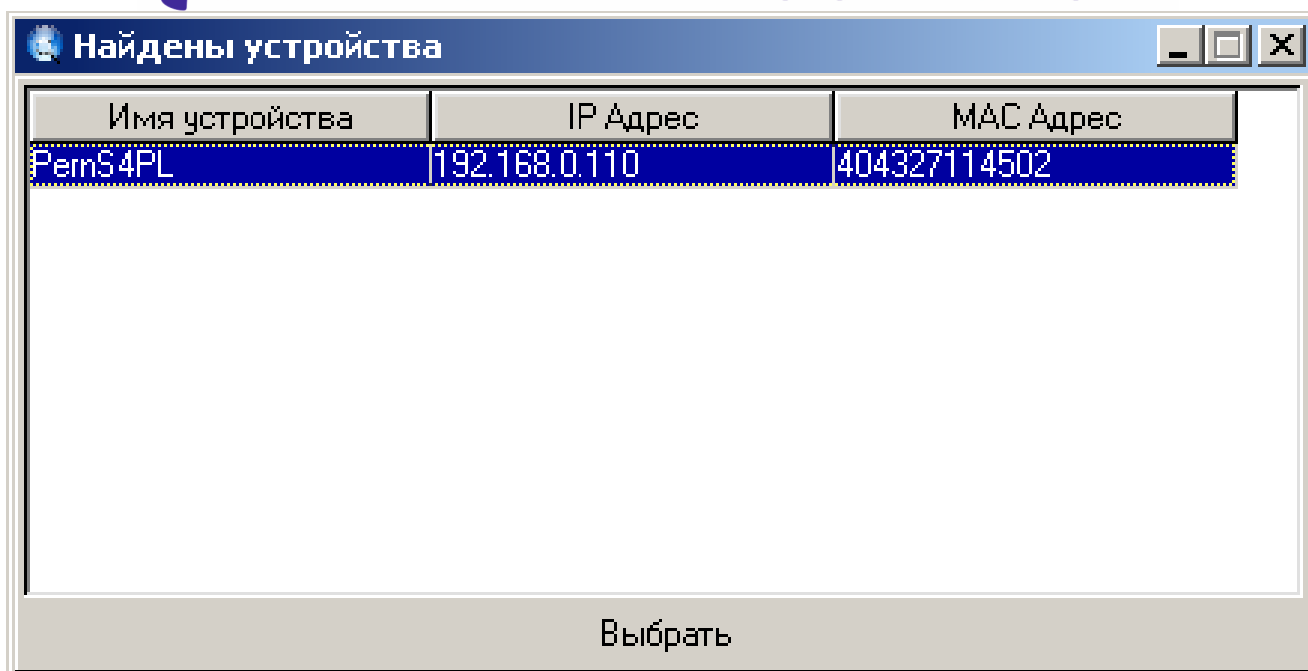 Найдены устройства
Имя устройства IP Адрес MAC Адрес
PernS4PL 192.168.0.110 404327114502
Выбрать